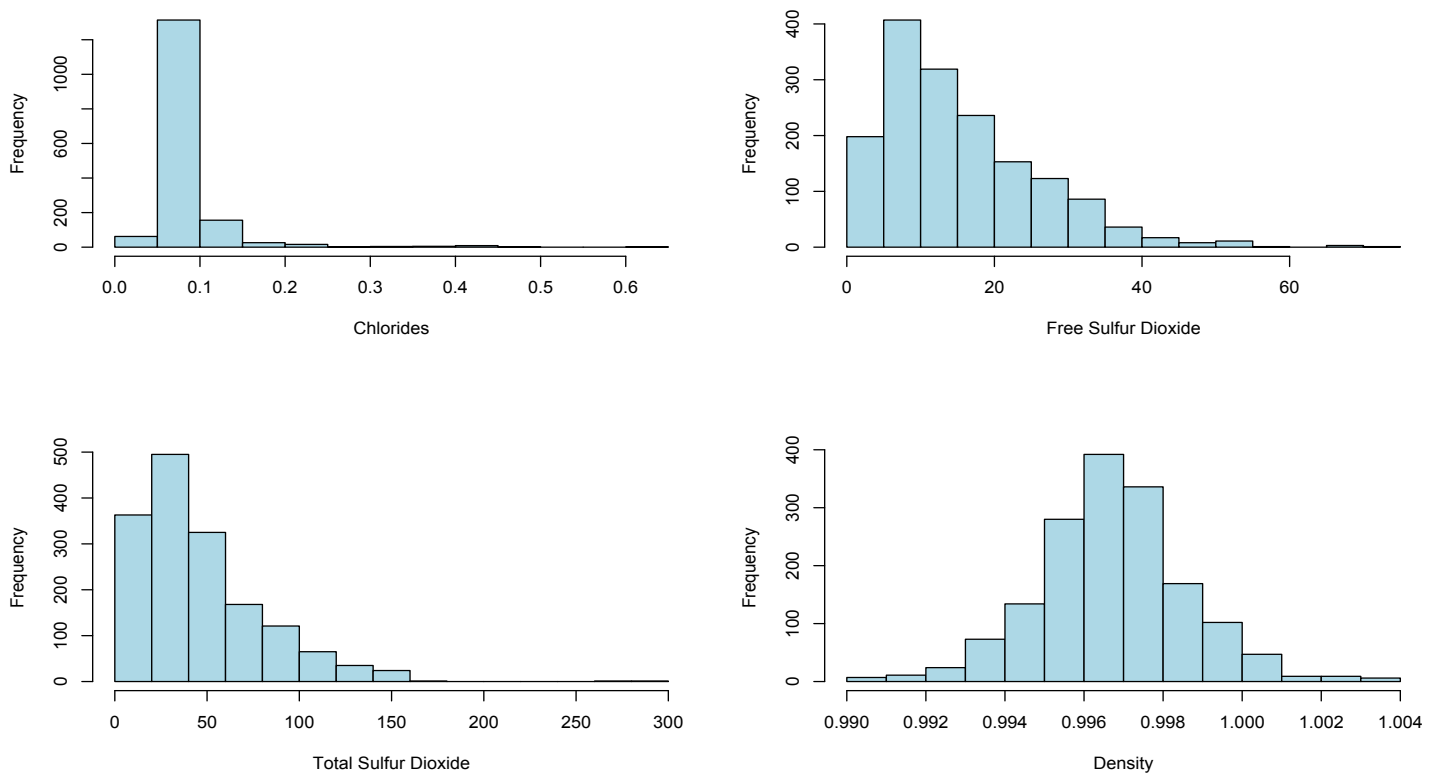 Frequency
0 200 600 1000
0.0 0.1 0.2 0.3 0.4 0.5 0.6
Chlorides
Frequency
0 100 200 300 400
0 20 40 60
Free Sulfur Dioxide
Frequency
0 100 200 300 400 500
0 50 100 150 200 250 300
Total Sulfur Dioxide
Frequency
0 100 200 300 400
0.990 0.992 0.994 0.996 0.998 1.000 1.002 1.004
Density